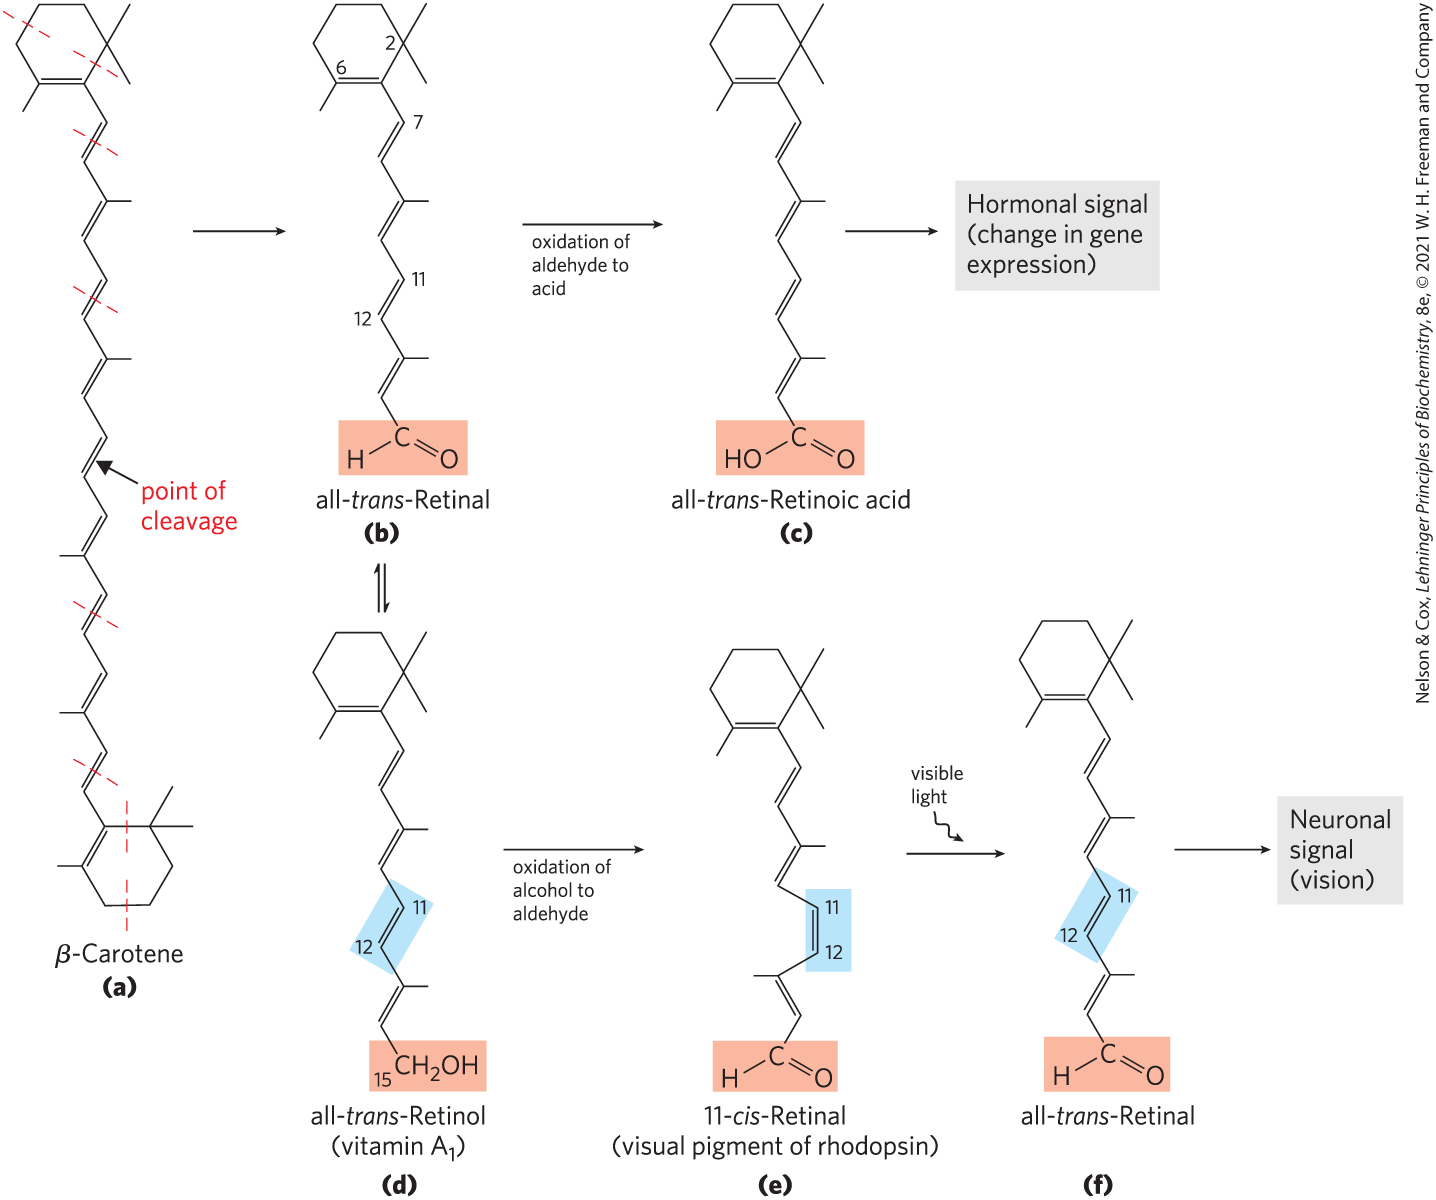 2
6
7
11
12
H
C
O
all-trans-Retinal
(b)
oxidation of
aldehyde to
acid
HO
C
O
all-trans-Retinoic acid
(c)
Hormonal signal
(change in gene
expression)
point of
cleavage
β-Carotene
(a)
11
12
15
CH₂OH
all-trans-Retinol
(vitamin A₁)
(d)
oxidation of
alcohol to
aldehyde
11
12
H
C
O
11-cis-Retinal
(visual pigment of rhodopsin)
(e)
visible
light
11
12
H
C
O
all-trans-Retinal
(f)
Neuronal
signal
(vision)
Nelson & Cox, Lehninger Principles of Biochemistry, 8e, © 2021 W. H. Freeman and Company